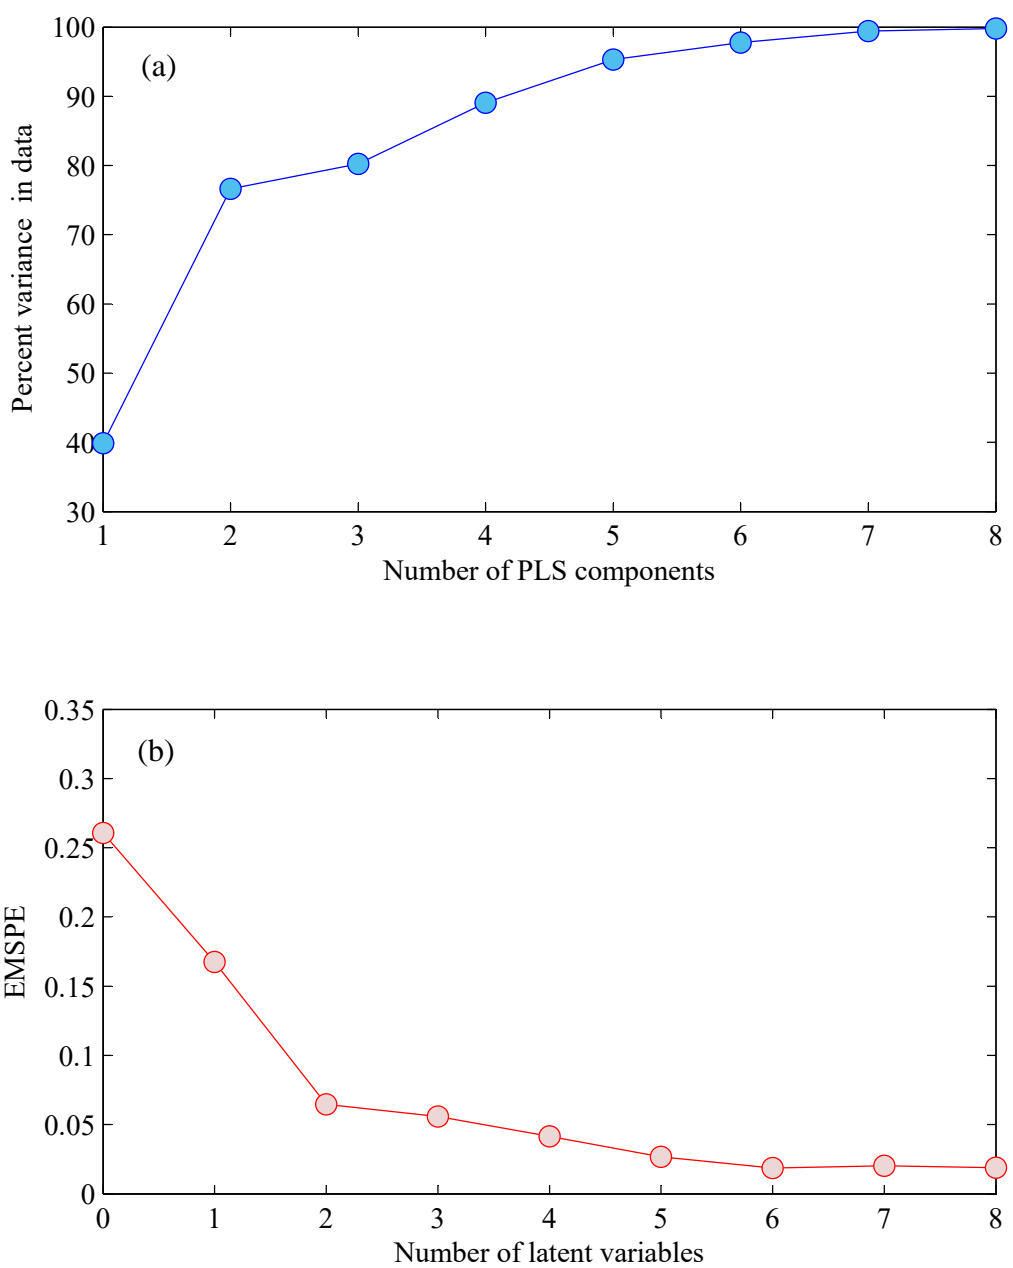 (a)
Percent variance in data
100
90
80
70
60
50
40
30
1 2 3 4 5 6 7 8
Number of PLS components
(b)
EMSPE
0.35
0.3
0.25
0.2
0.15
0.1
0.05
0
0 1 2 3 4 5 6 7 8
Number of latent variables